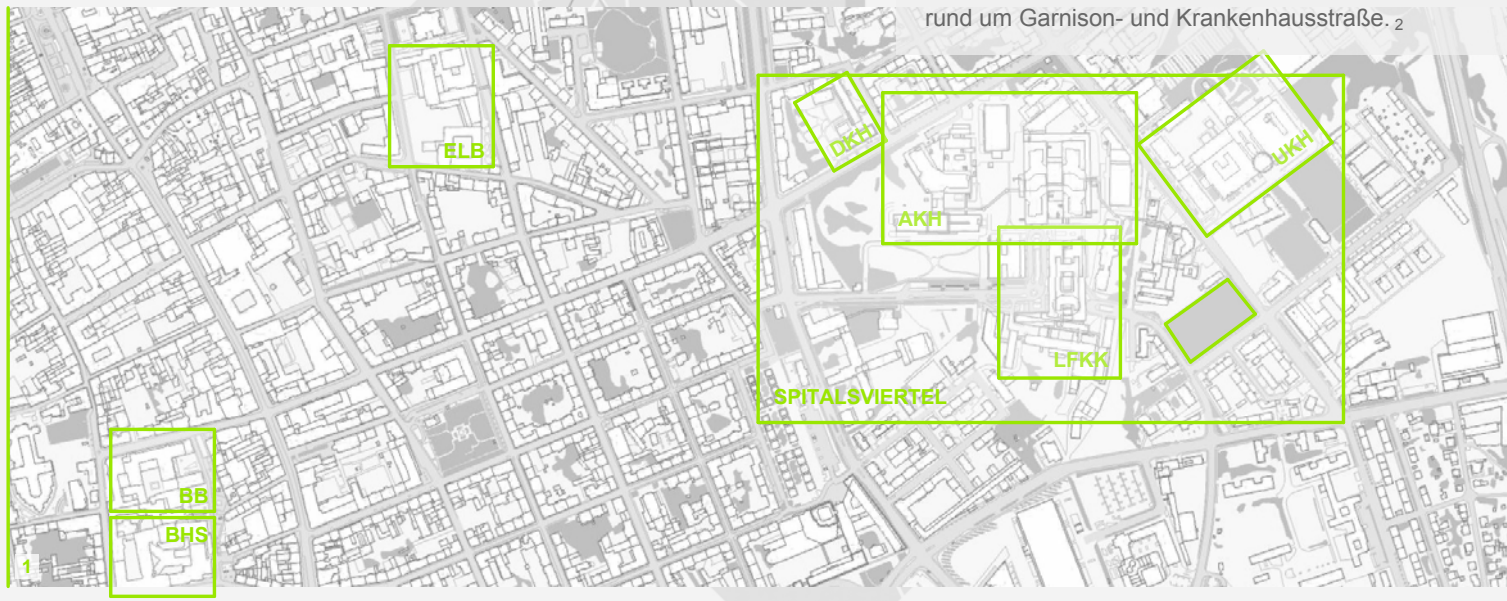 rund um Garnison- und Krankenhausstraße. 2
ELB
DKH
UKH
AKH
LFKK
SPITALSVIERTEL
BB
BHS
1